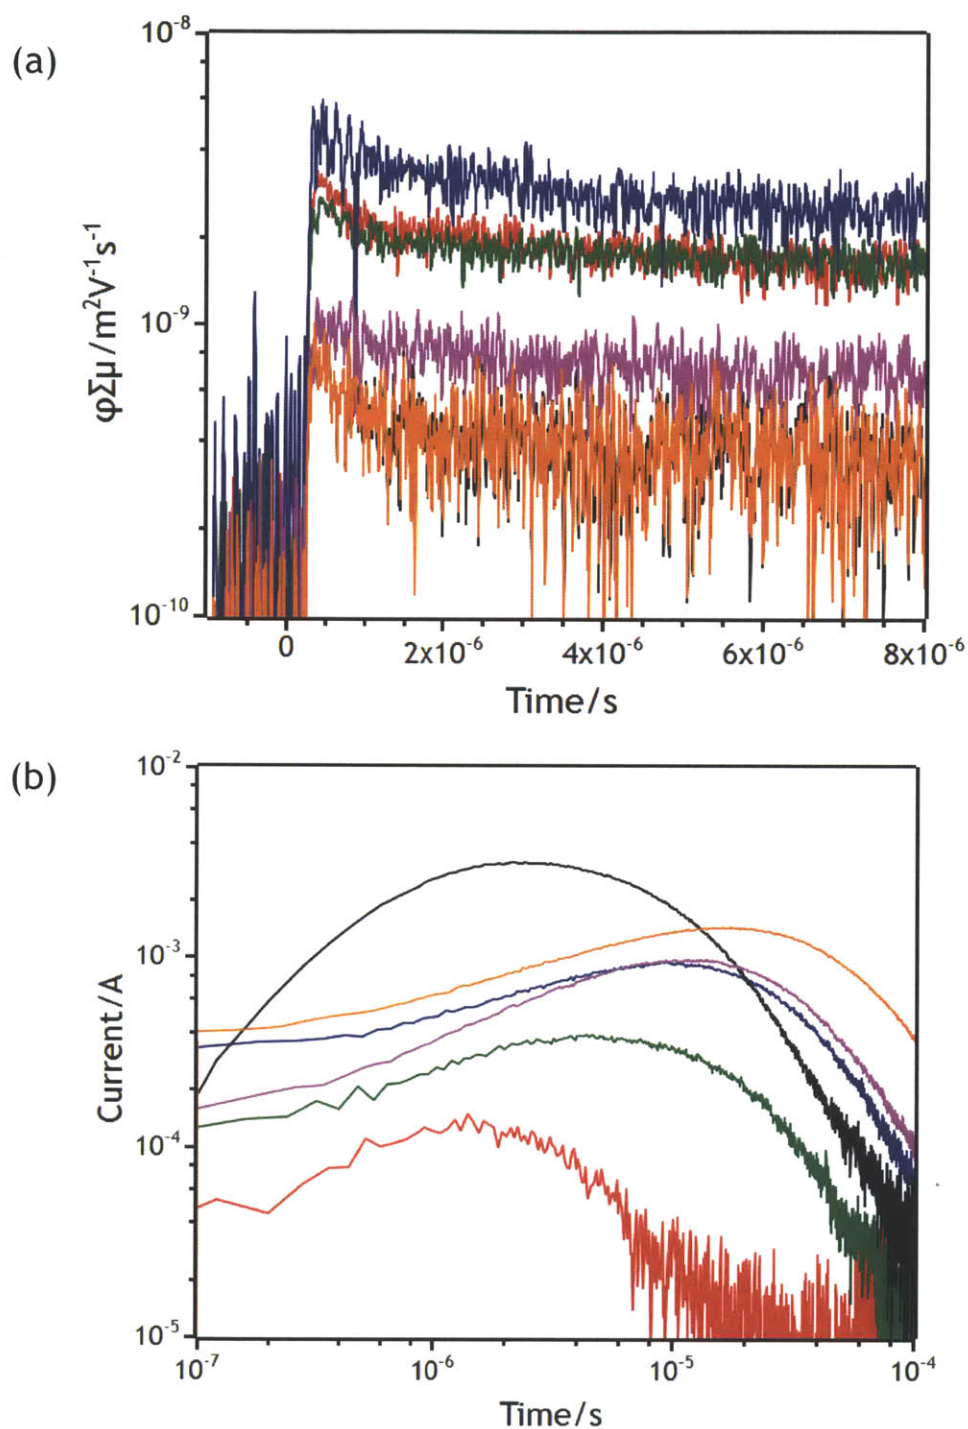 (a)
10⁻⁸
10⁻⁹
10⁻¹⁰
φΣμ/m²V⁻¹s⁻¹
0 2x10⁻⁶ 4x10⁻⁶ 6x10⁻⁶ 8x10⁻⁶
Time/s
(b)
10⁻²
10⁻³
10⁻⁴
10⁻⁵
Current/A
10⁻⁷ 10⁻⁶ 10⁻⁵ 10⁻⁴
Time/s